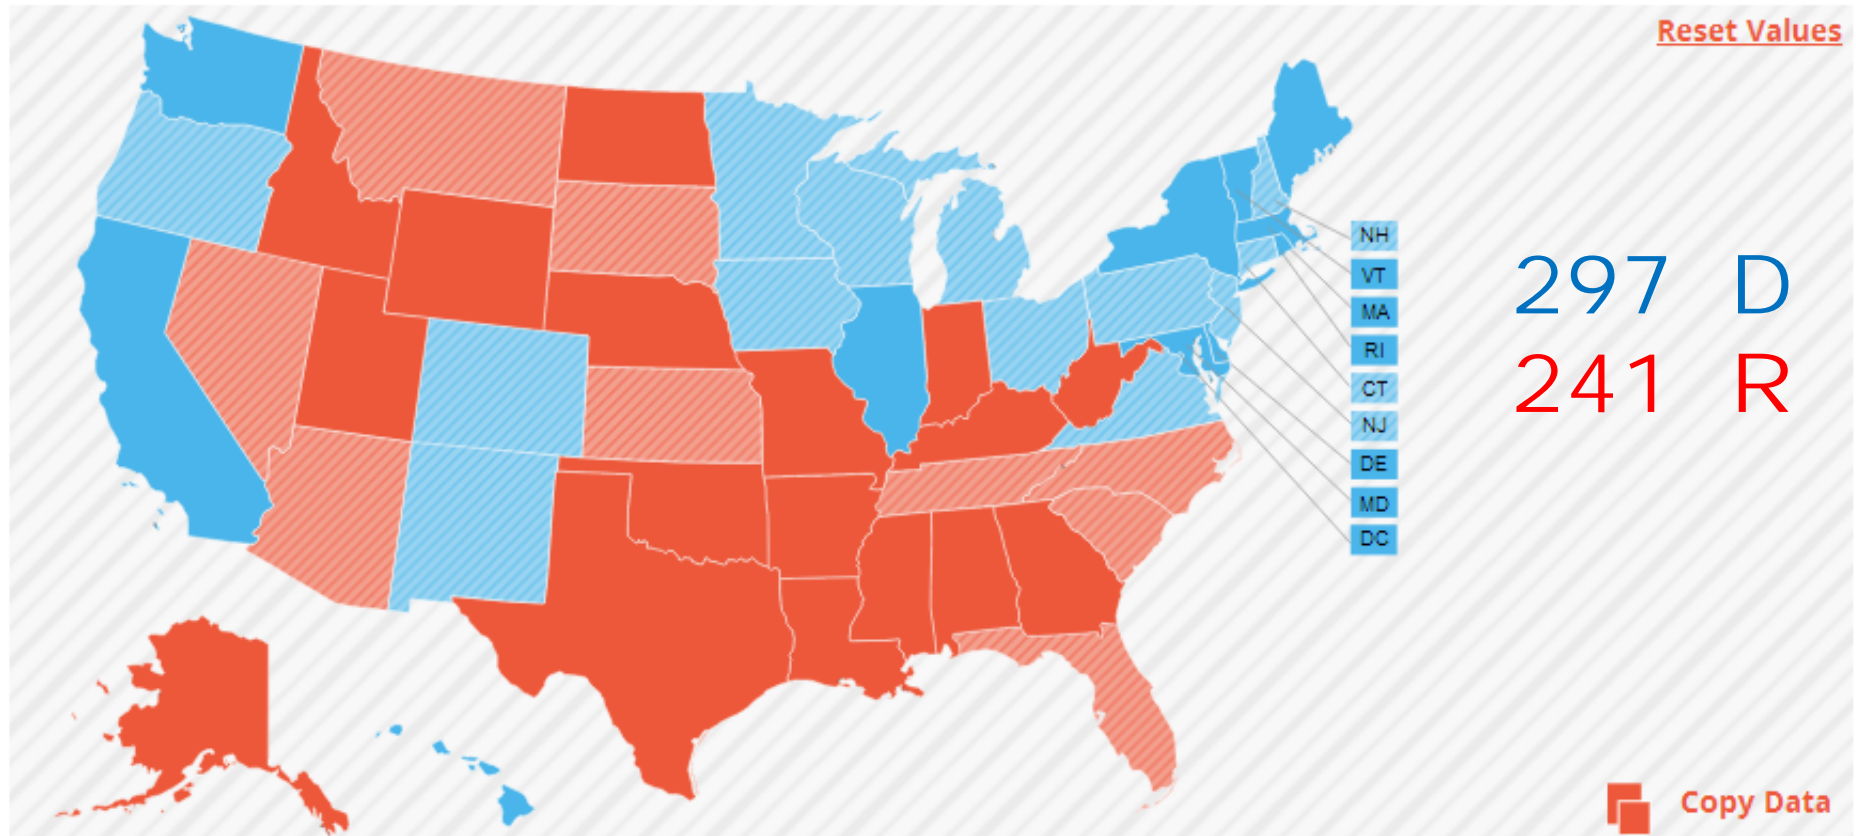 Reset Values
NH
VT
MA
RI
CT
NJ
DE
MD
DC
297 D
241 R
Copy Data